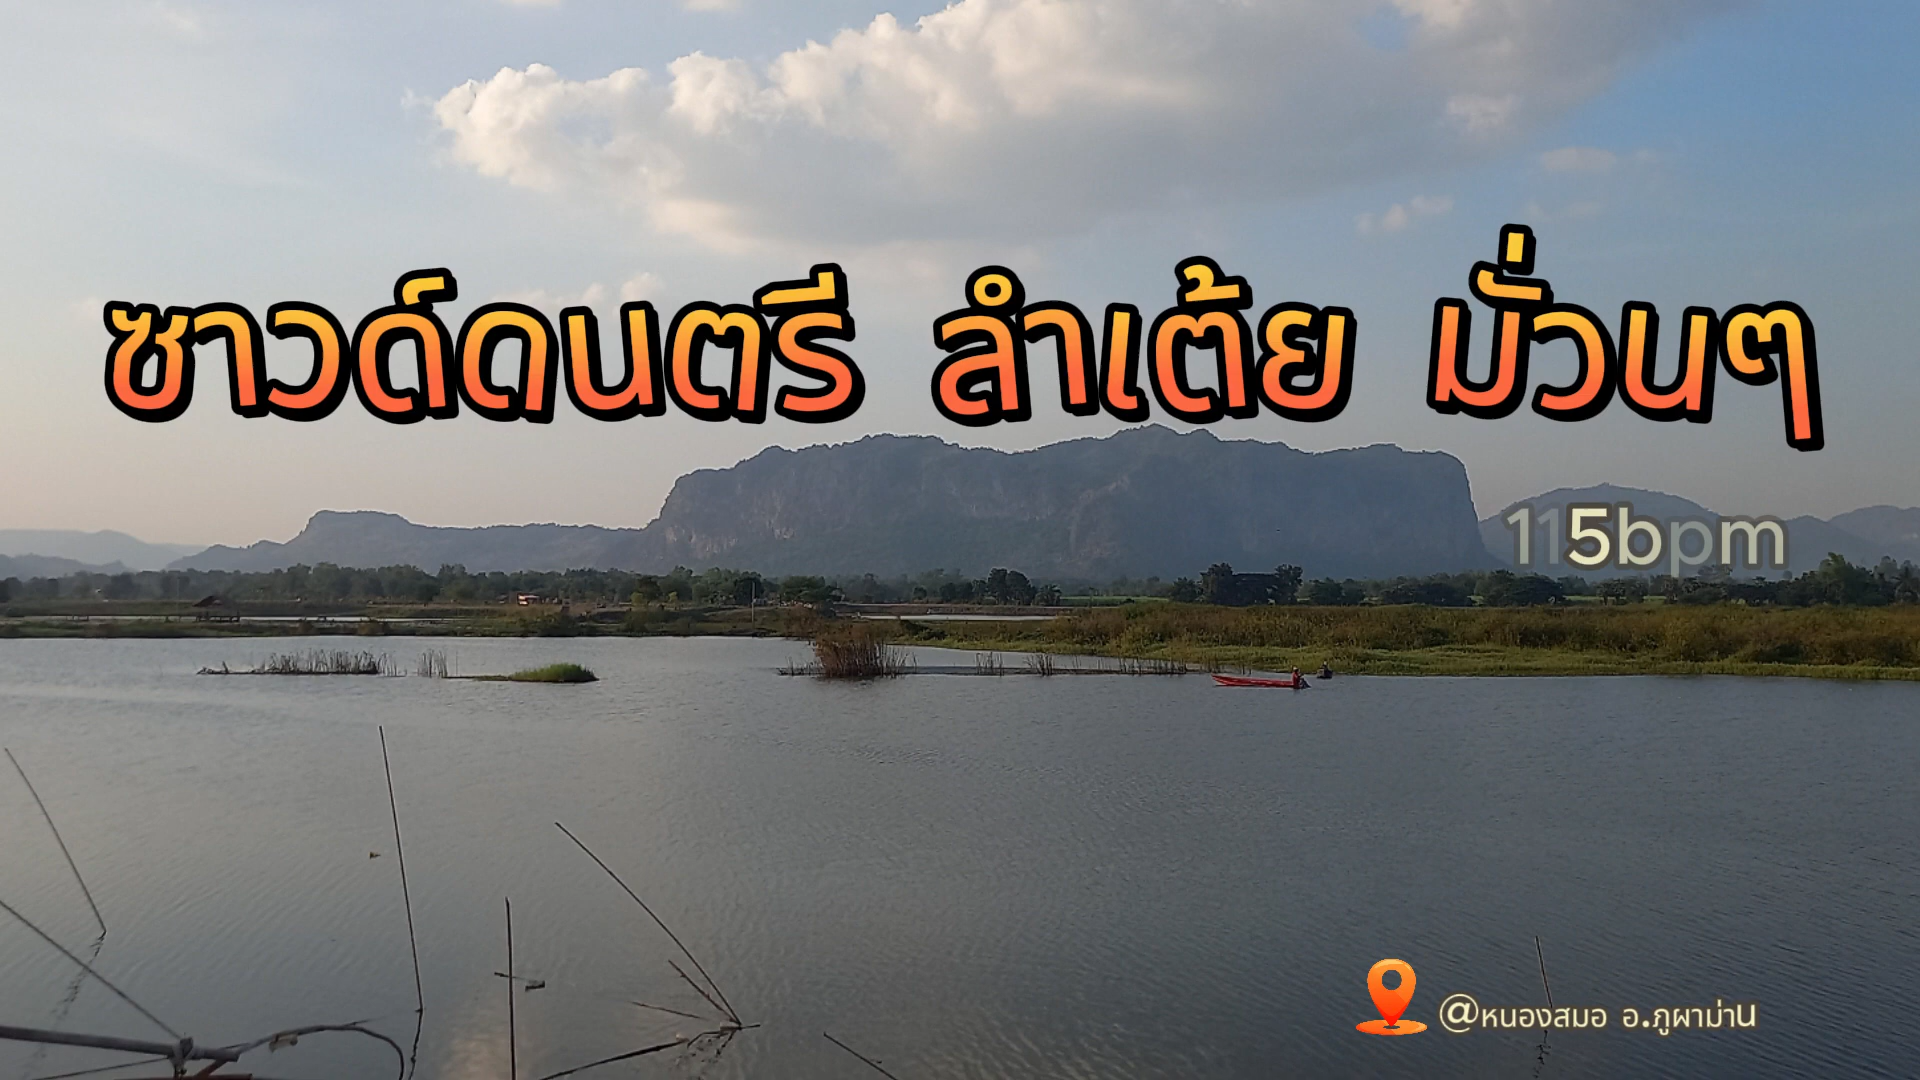 ซาวด์ดนตรี ลำเต้ย มั่วนๆ
115bpm
@หนองสมอ อ.ภูผาม่าน